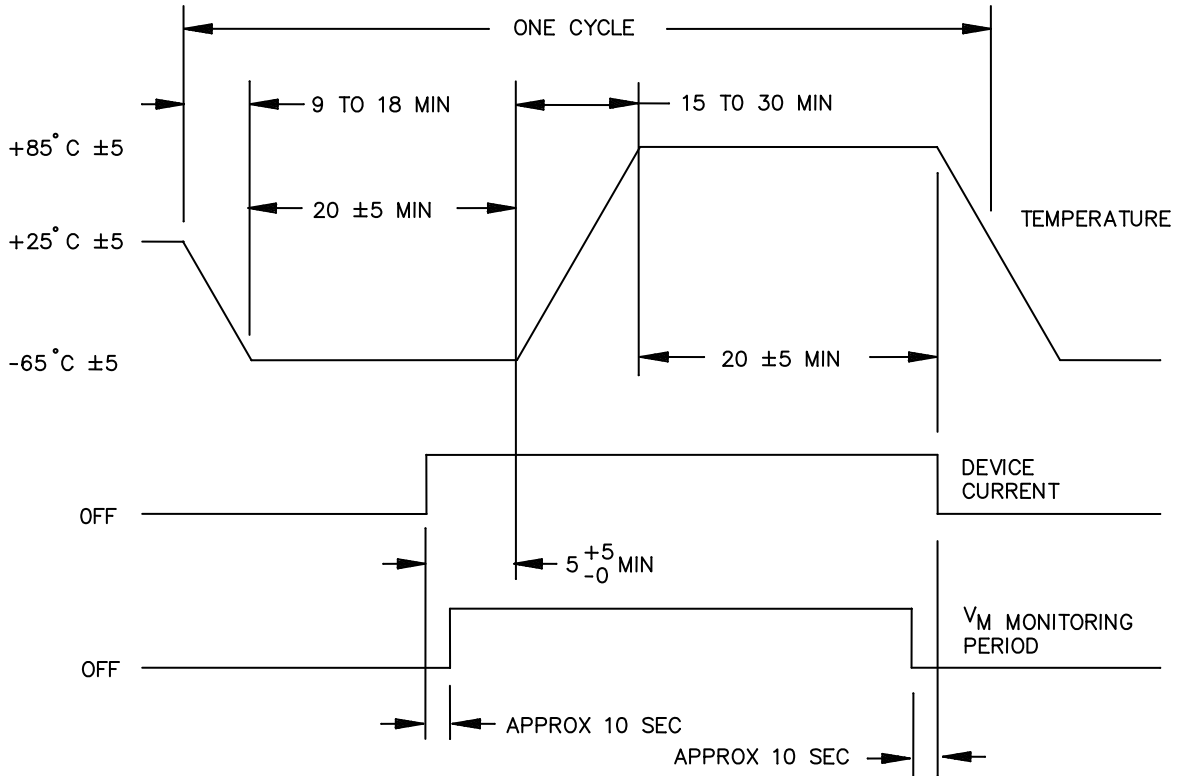 ONE CYCLE
9 TO 18 MIN
15 TO 30 MIN
+85°C ±5
20 ±5 MIN
+25°C ±5
TEMPERATURE
-65°C ±5
20 ±5 MIN
DEVICE
CURRENT
OFF
5 +5 -0 MIN
VM MONITORING
PERIOD
OFF
APPROX 10 SEC
APPROX 10 SEC